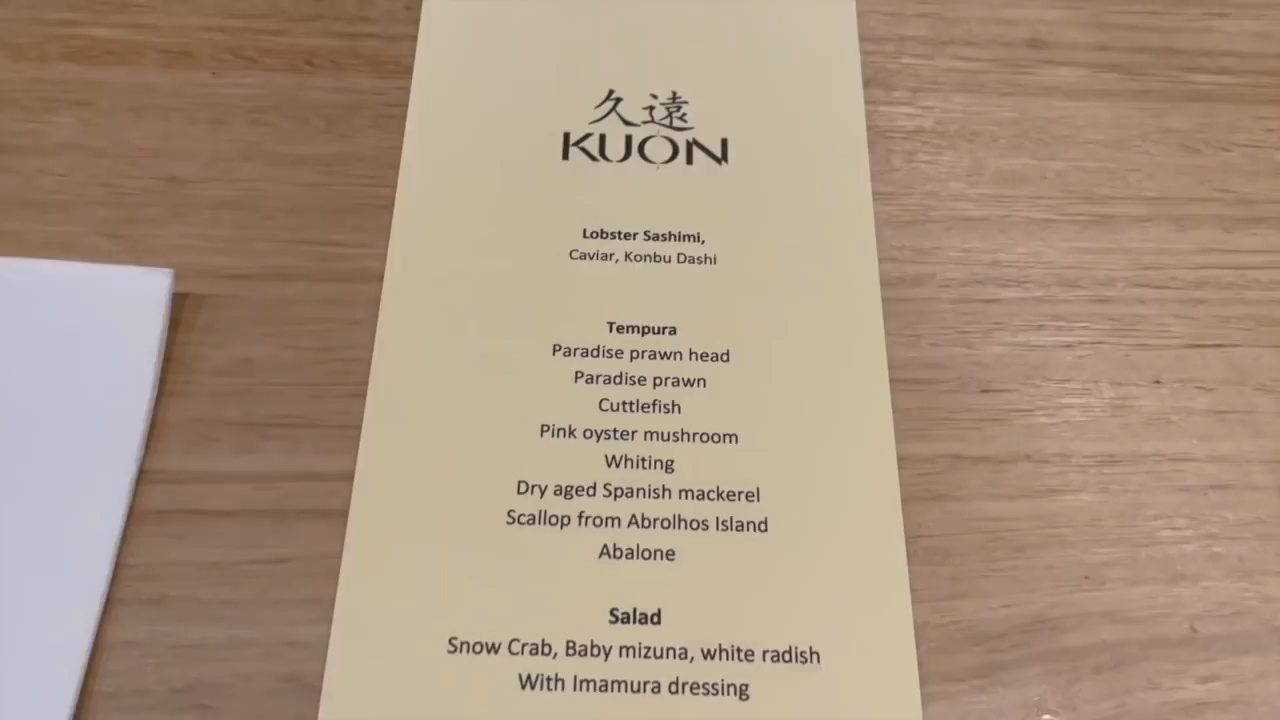 久遠
KUON
Lobster Sashimi,
Caviar, Konbu Dashi
Tempura
Paradise prawn head
Paradise prawn
Cuttlefish
Pink oyster mushroom
Whiting
Dry aged Spanish mackerel
Scallop from Abrolhos Island
Abalone
Salad
Snow Crab, Baby mizuna, white radish
With Imamura dressing